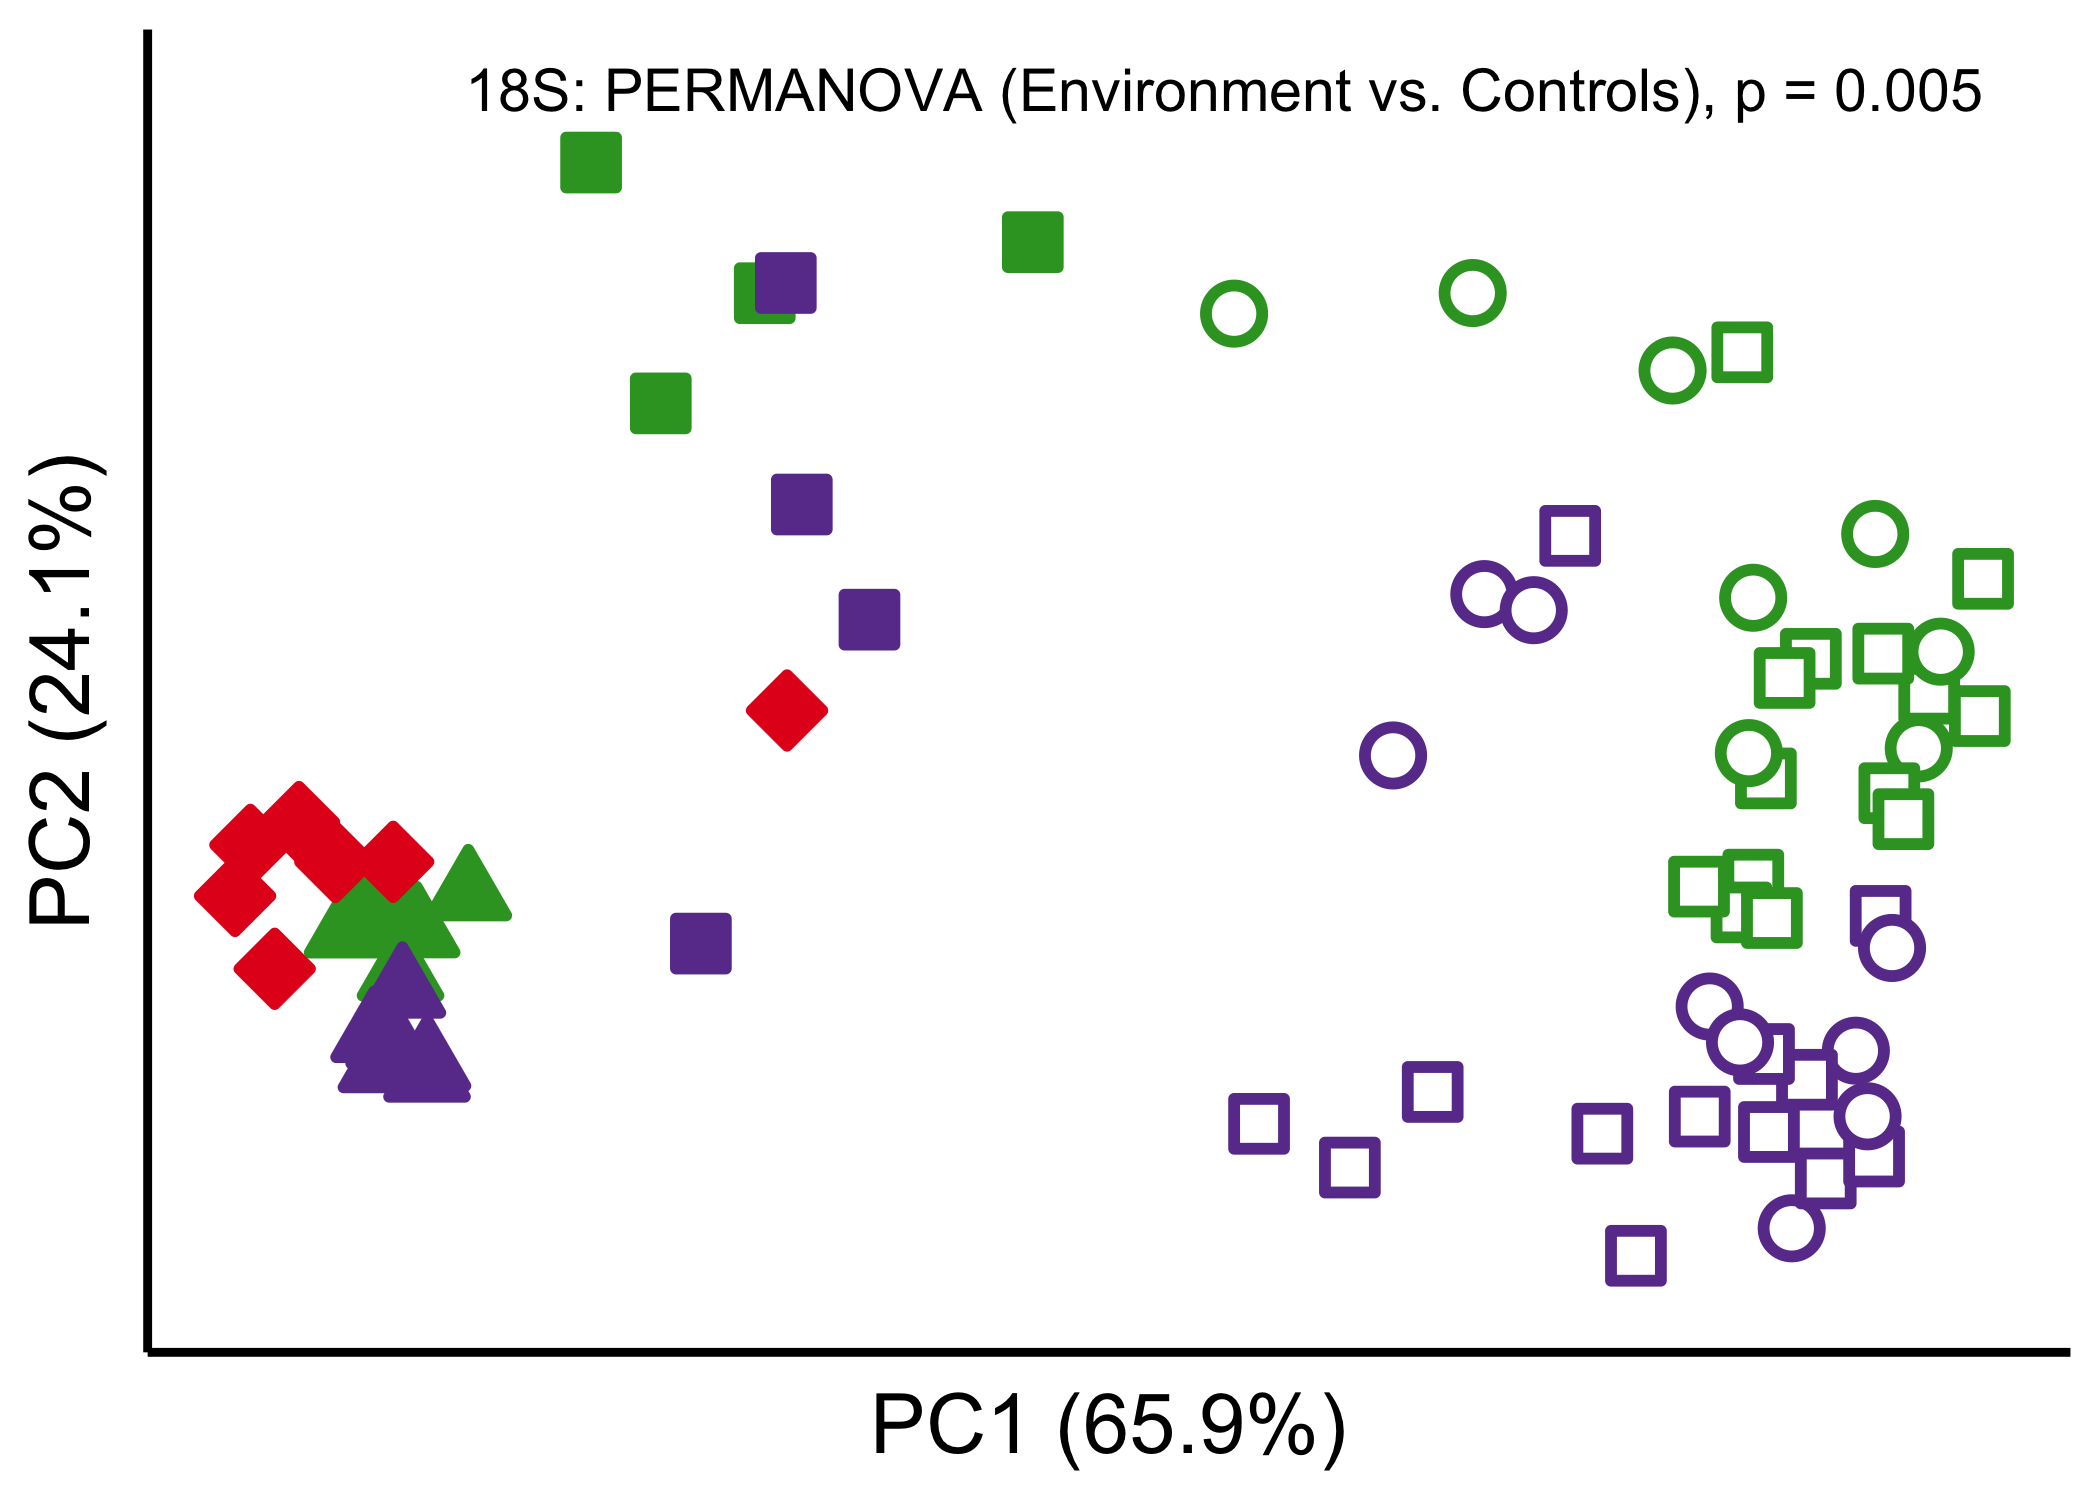 18S: PERMANOVA (Environment vs. Controls), p = 0.005
PC2 (24.1%)
PC1 (65.9%)